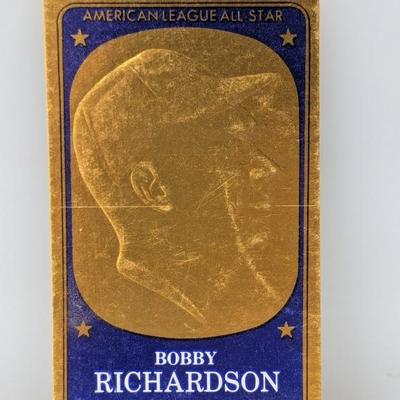 AMERICAN LEAGUE ALL-STAR
BOBBY
RICHARDSON